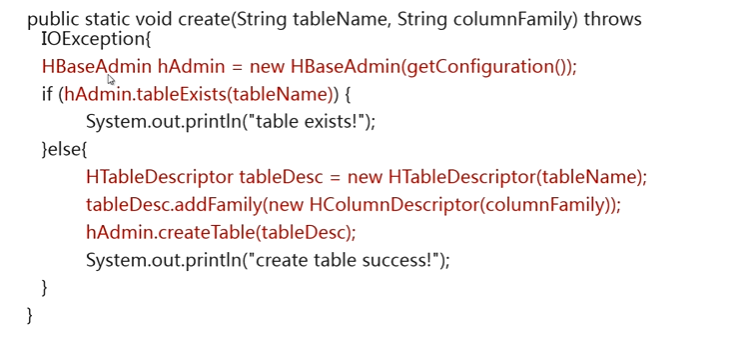 public static void create(String tableName, String columnFamily) throws
IOException{
HBaseAdmin hAdmin = new HBaseAdmin(getConfiguration());
if (hAdmin.tableExists(tableName)) {
System.out.println("table exists!");
}else{
HTableDescriptor tableDesc = new HTableDescriptor(tableName);
tableDesc.addFamily(new HColumnDescriptor(columnFamily));
hAdmin.createTable(tableDesc);
System.out.println("create table success!");
}
}